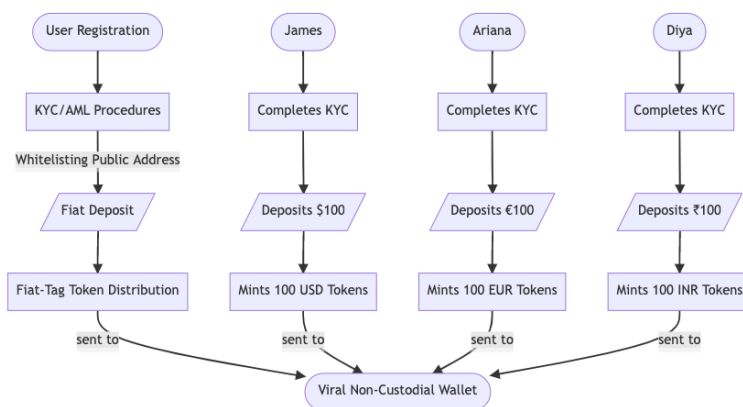 User Registration
James
Ariana
Diya
KYC/AML Procedures
Completes KYC
Completes KYC
Completes KYC
Whitelisting Public Address
Fiat Deposit
Deposits $100
Deposits €100
Deposits ₹100
Fiat-Tag Token Distribution
Mints 100 USD Tokens
Mints 100 EUR Tokens
Mints 100 INR Tokens
sent to
sent to
sent to
sent to
Viral Non-Custodial Wallet